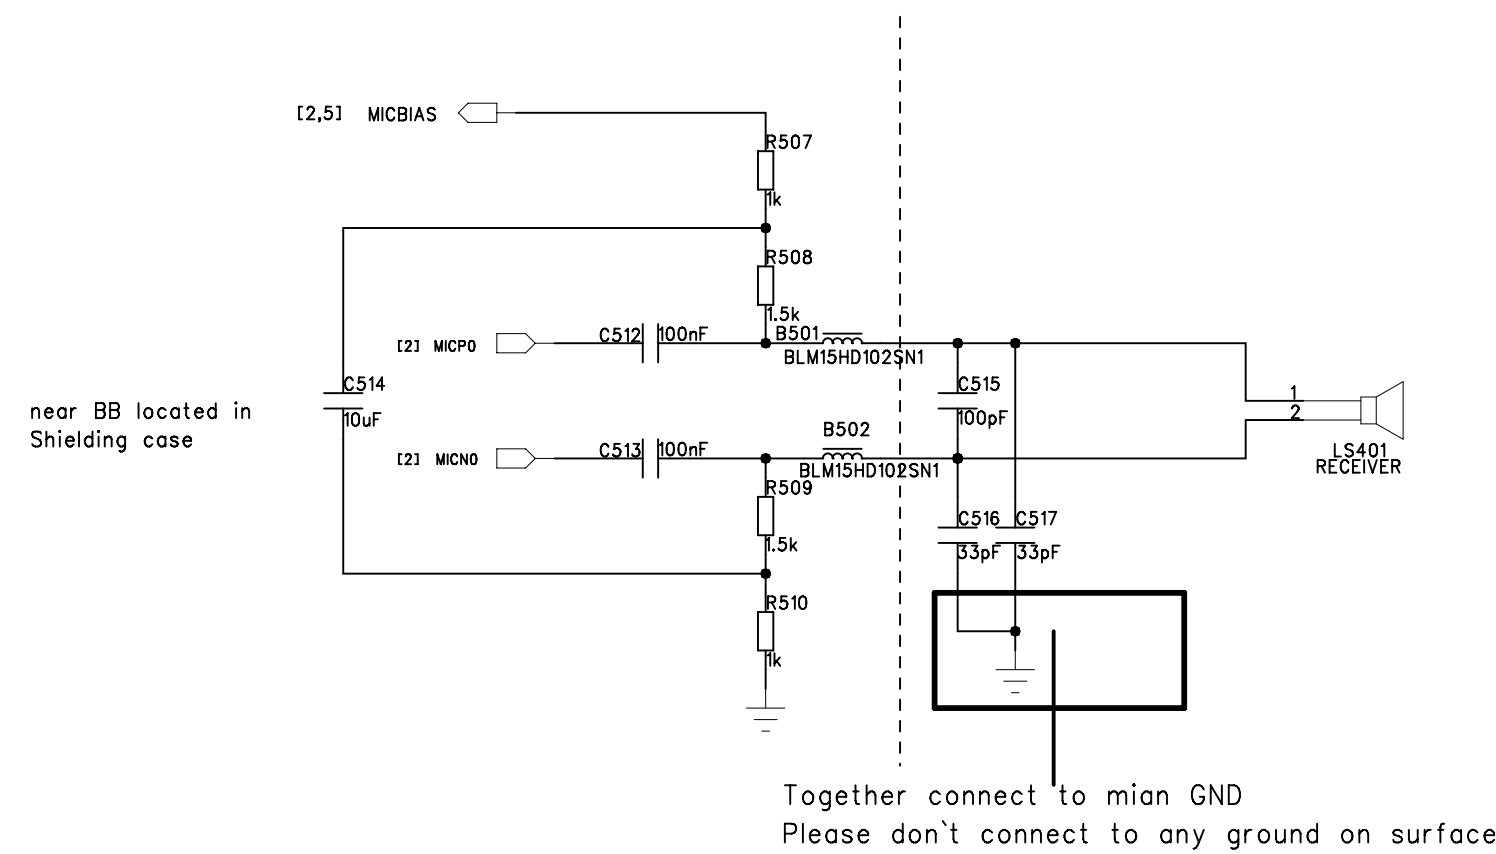 [2,5] MICBIAS
R507
1k
R508
1.5k
[2] MICP0
C512 100nF
B501
BLM15HD102SN1
C514
10uF
near BB located in
Shielding case
C515
100pF
1
2
LS401
RECEIVER
[2] MICN0
C513 100nF
B502
BLM15HD102SN1
R509
1.5k
C516 C517
33pF 33pF
R510
1k
Together connect to mian GND
Please don`t connect to any ground on surface